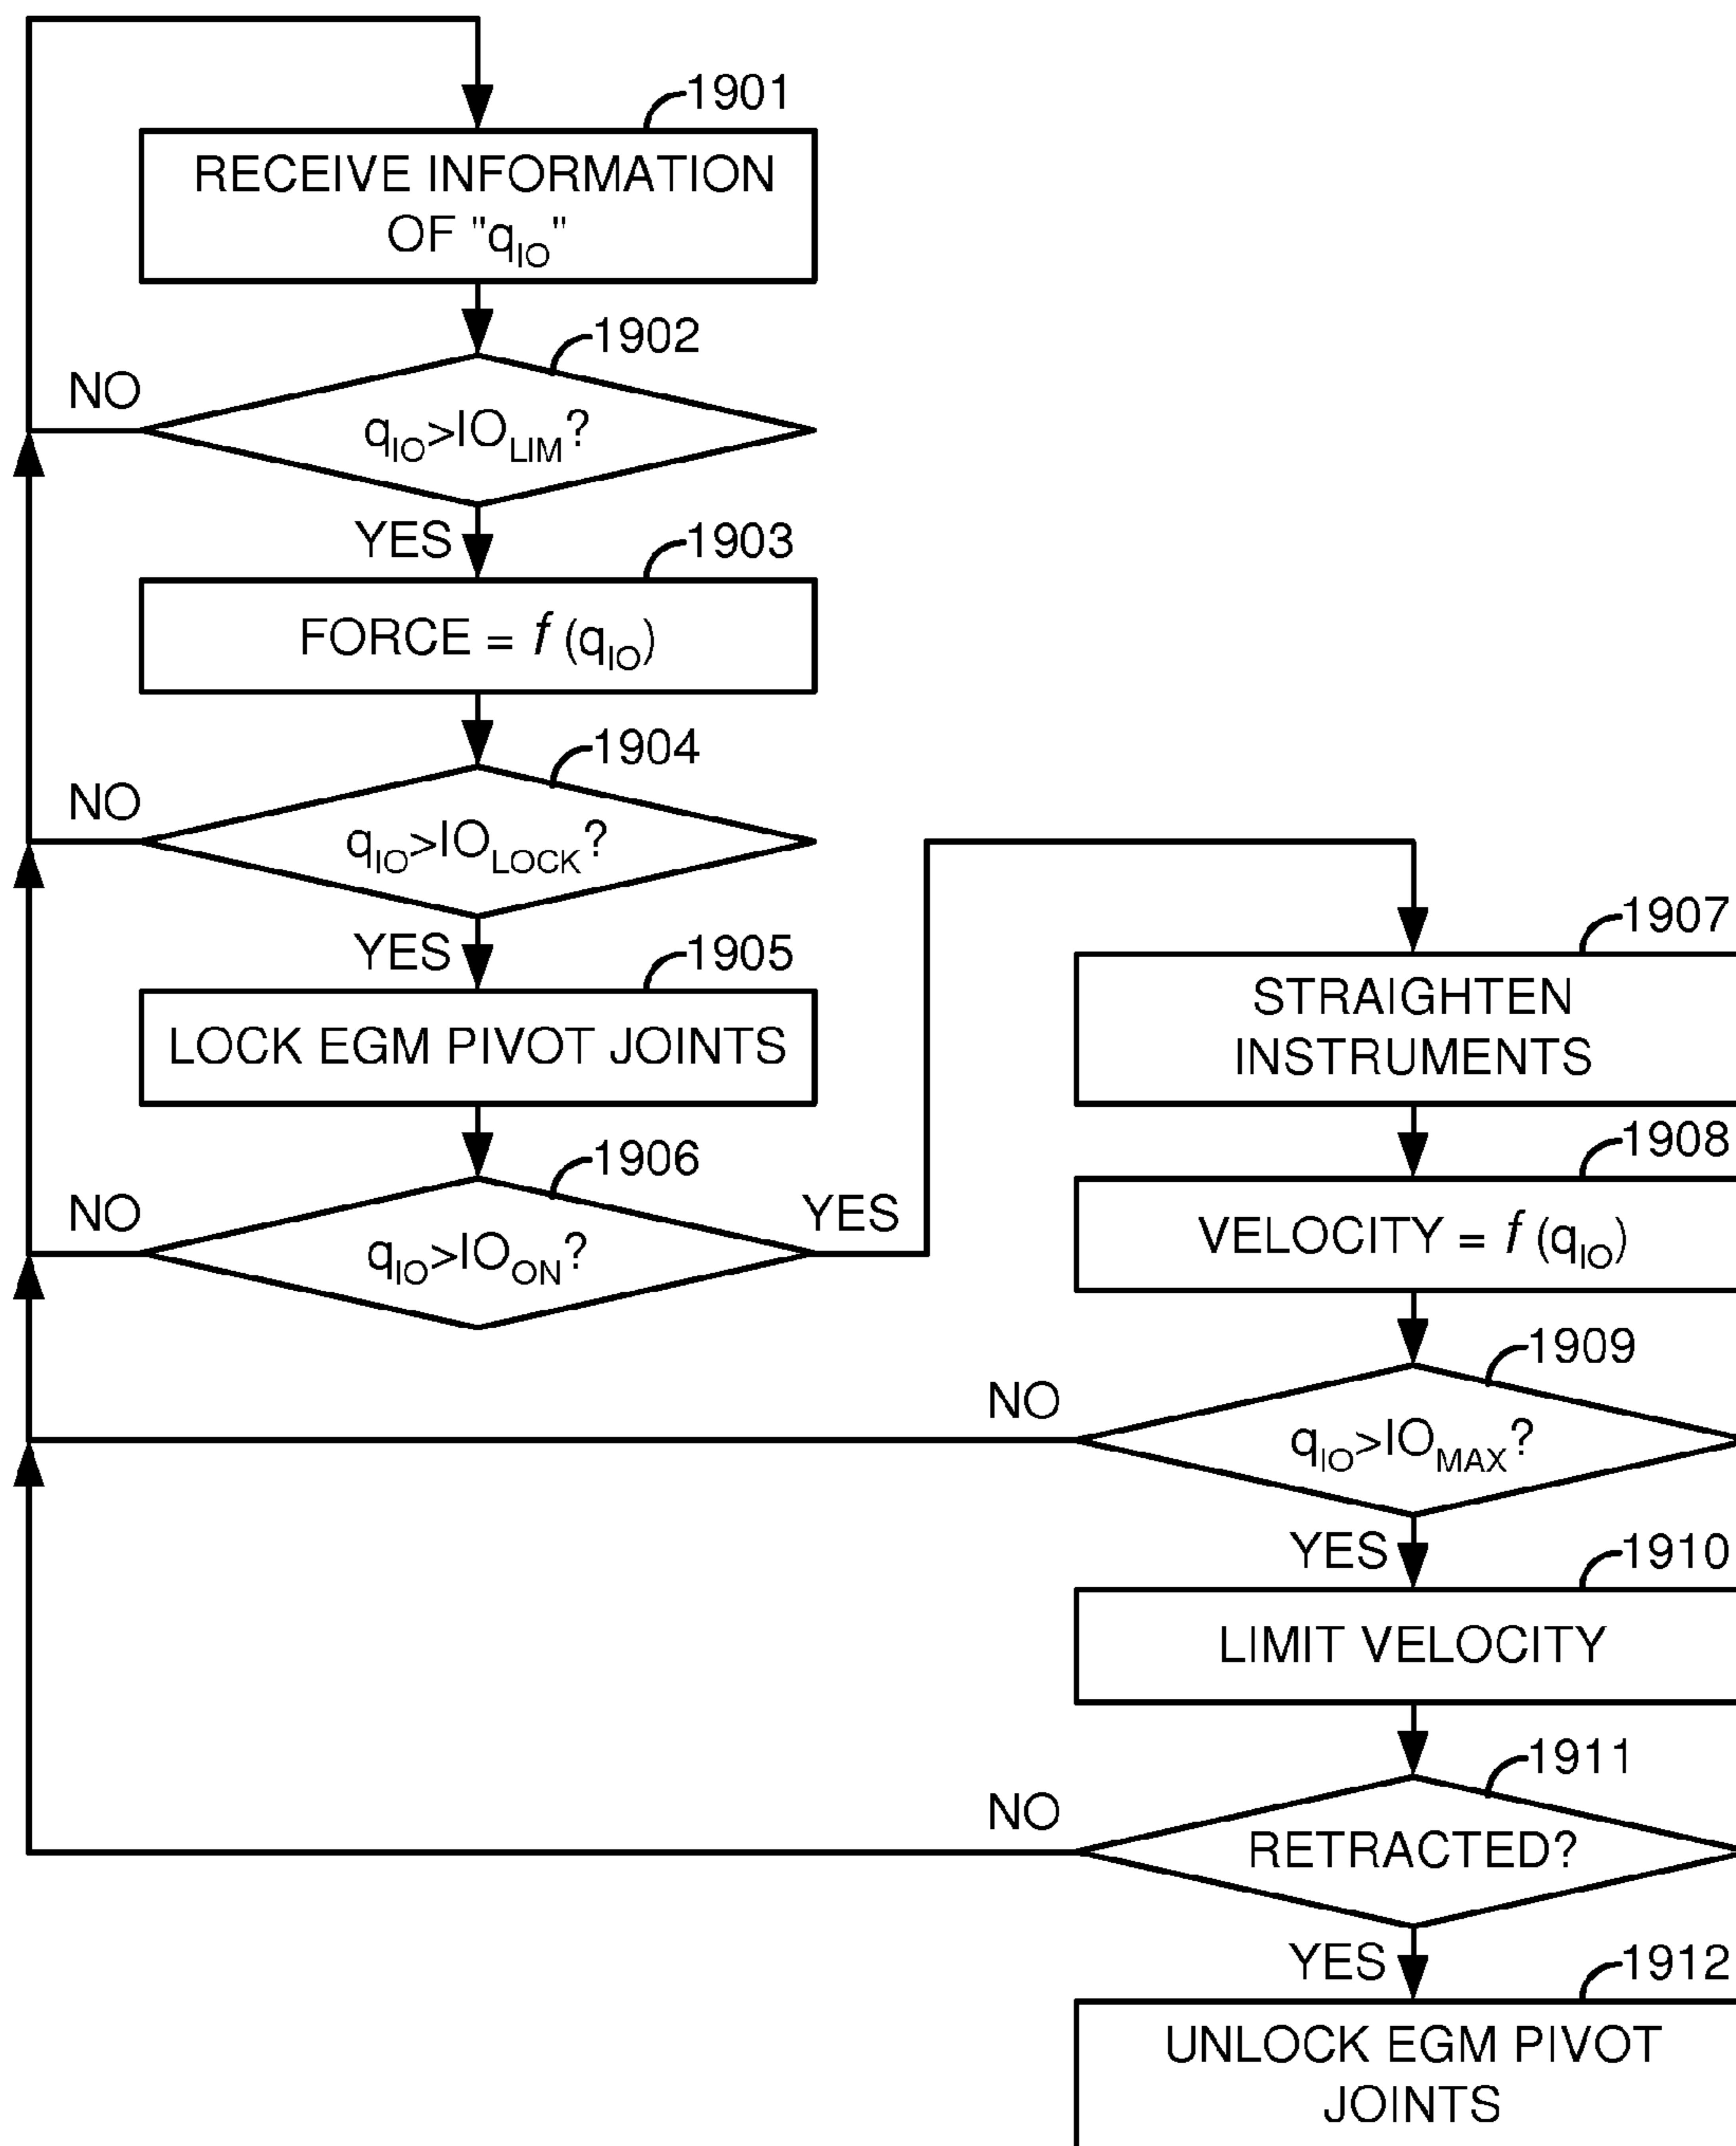 1901
RECEIVE INFORMATION
OF "qIO"
1902
NO
qIO>IOLIM?
YES
1903
FORCE = f (qIO)
1904
NO
qIO>IOLOCK?
YES
1905
LOCK EGM PIVOT JOINTS
1906
NO
qIO>IOON?
YES
1907
STRAIGHTEN
INSTRUMENTS
1908
VELOCITY = f (qIO)
1909
NO
qIO>IOMAX?
YES
1910
LIMIT VELOCITY
1911
NO
RETRACTED?
YES
1912
UNLOCK EGM PIVOT
JOINTS